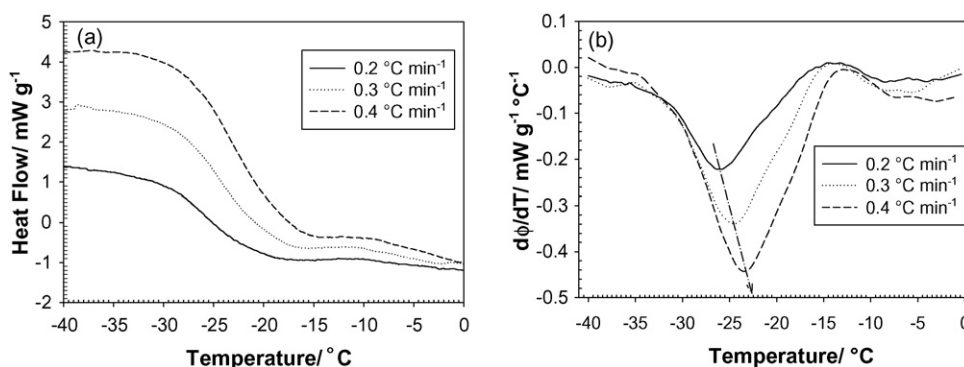 (a)
0.2 °C min⁻¹
0.3 °C min⁻¹
0.4 °C min⁻¹
Heat Flow/ mW g⁻¹
5
4
3
2
1
0
-1
-2
-40 -35 -30 -25 -20 -15 -10 -5 0
Temperature/ °C
(b)
0.2 °C min⁻¹
0.3 °C min⁻¹
0.4 °C min⁻¹
dϕ/dT/ mW g⁻¹ °C⁻¹
0.1
0.0
-0.1
-0.2
-0.3
-0.4
-0.5
-40 -35 -30 -25 -20 -15 -10 -5 0
Temperature/ °C